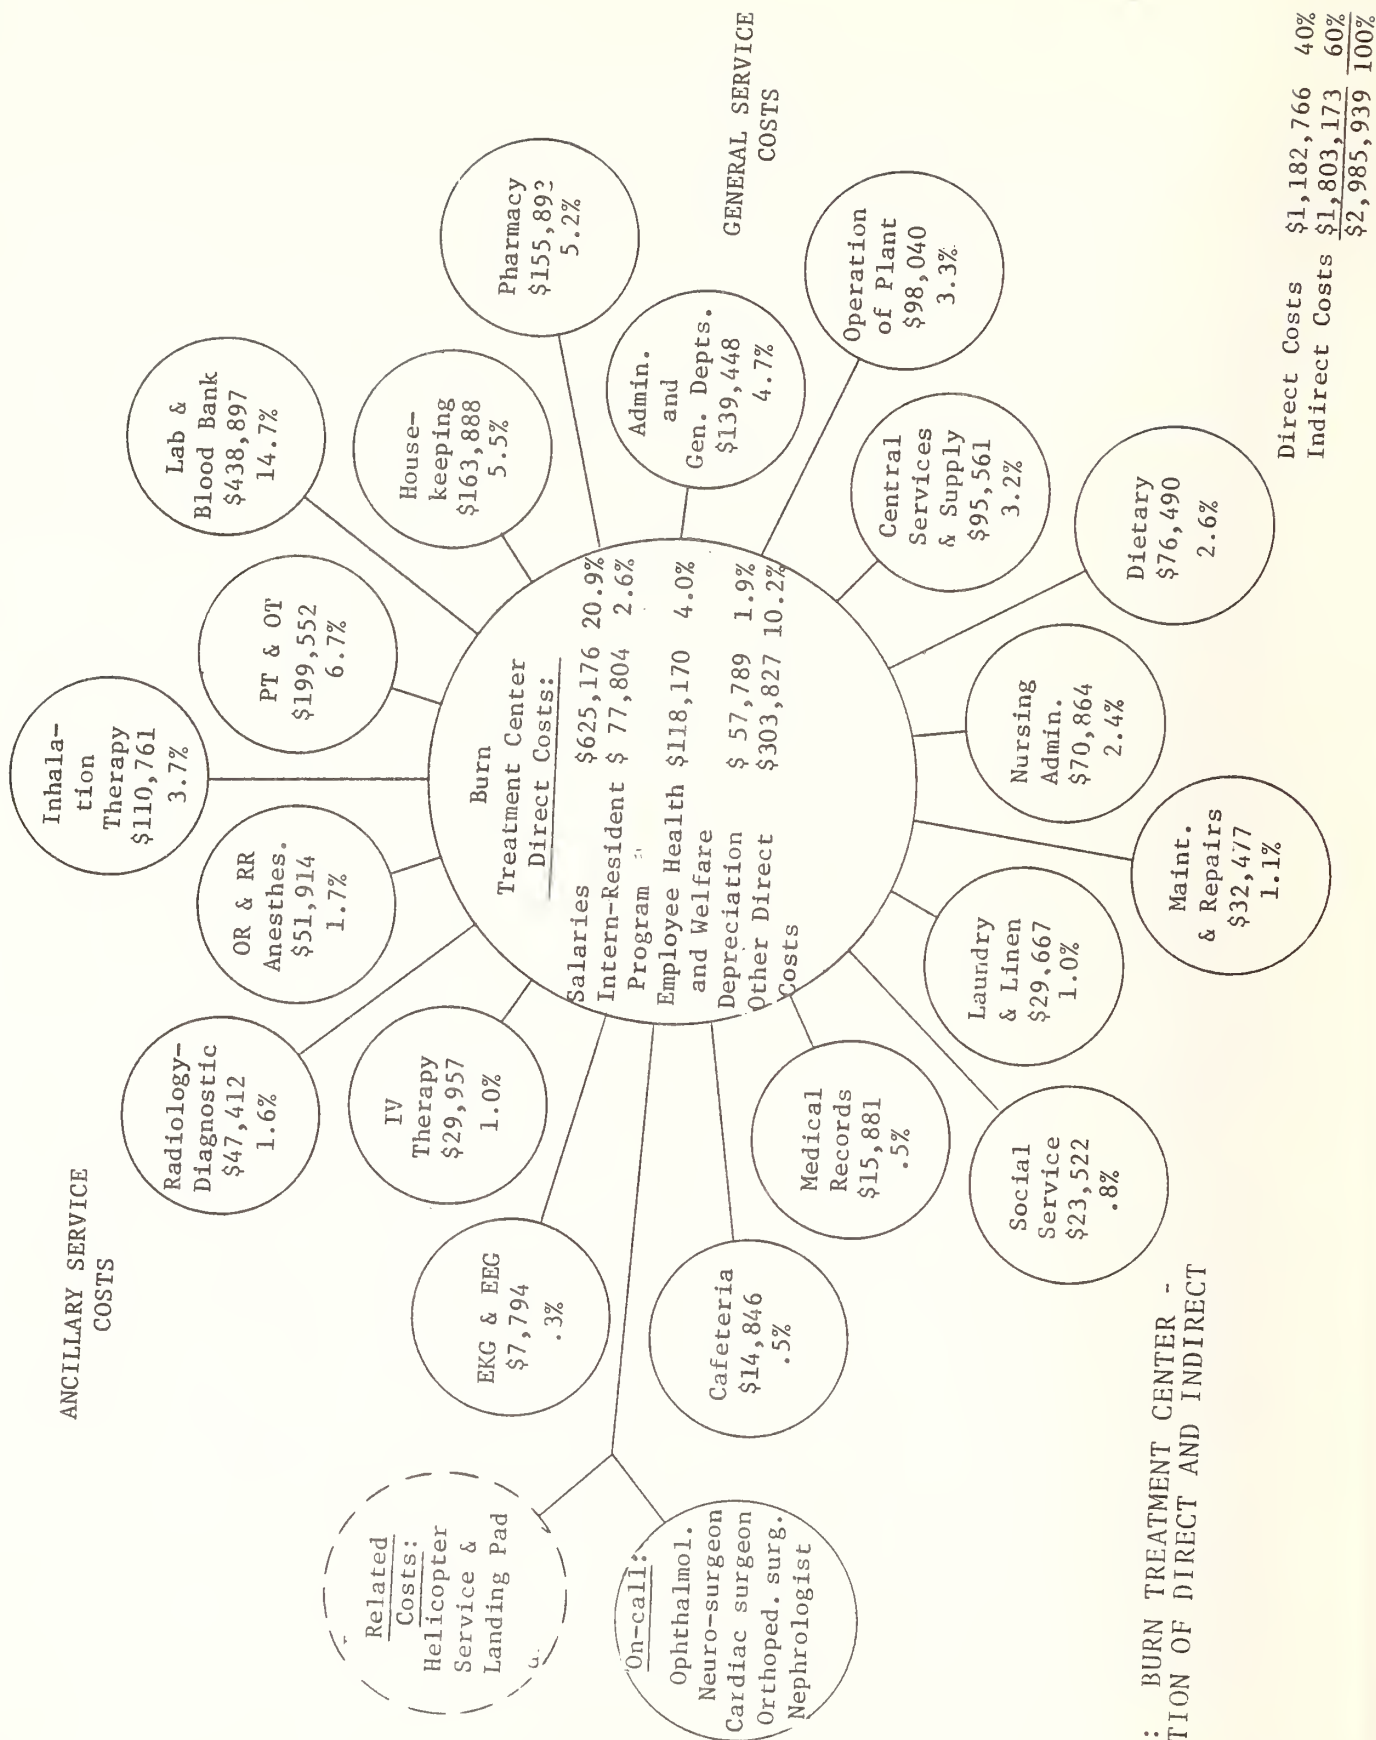 ANCILLARY SERVICE
COSTS
Inhala-
tion
Therapy
$110,761
3.7%
Radiology-
Diagnostic
$47,412
1.6%
Lab &
Blood Bank
$438,897
14.7%
OR & RR
Anesthes.
$51,914
1.7%
PT & OT
$199,552
6.7%
Related
Costs:
Helicopter
Service &
Landing Pad
EKG & EEG
$7,794
.3%
IV
Therapy
$29,957
1.0%
House-
keeping
$163,888
5.5%
Pharmacy
$155,892
5.2%
Burn
Treatment Center
Direct Costs:
Salaries $625,176 20.9%
Intern-Resident $ 77,804 2.6%
Program
Employee Health $118,170 4.0%
and Welfare
Depreciation $ 57,789 1.9%
Other Direct $303,827 10.2%
Costs
On-call:
Ophthalmol.
Neuro-surgeon
Cardiac surgeon
Orthoped. surg.
Nephrologist
Cafeteria
$14,846
.5%
Admin.
and
Gen. Depts.
$139,448
4.7%
GENERAL SERVICE
COSTS
Medical
Records
$15,881
.5%
Operation
of Plant
$98,040
3.3%
Central
Services
& Supply
$95,561
3.2%
Laundry
& Linen
$29.667
1.0%
Nursing
Admin.
$70,864
2.4%
Social
Service
$23,522
.8%
Dietary
$76,490
2.6%
Maint.
& Repairs
$32,477
1.1%
: BURN TREATMENT CENTER -
TION OF DIRECT AND INDIRECT
Direct Costs $1,182,766 40%
Indirect Costs $1,803,173 60%
$2,985,939 100%